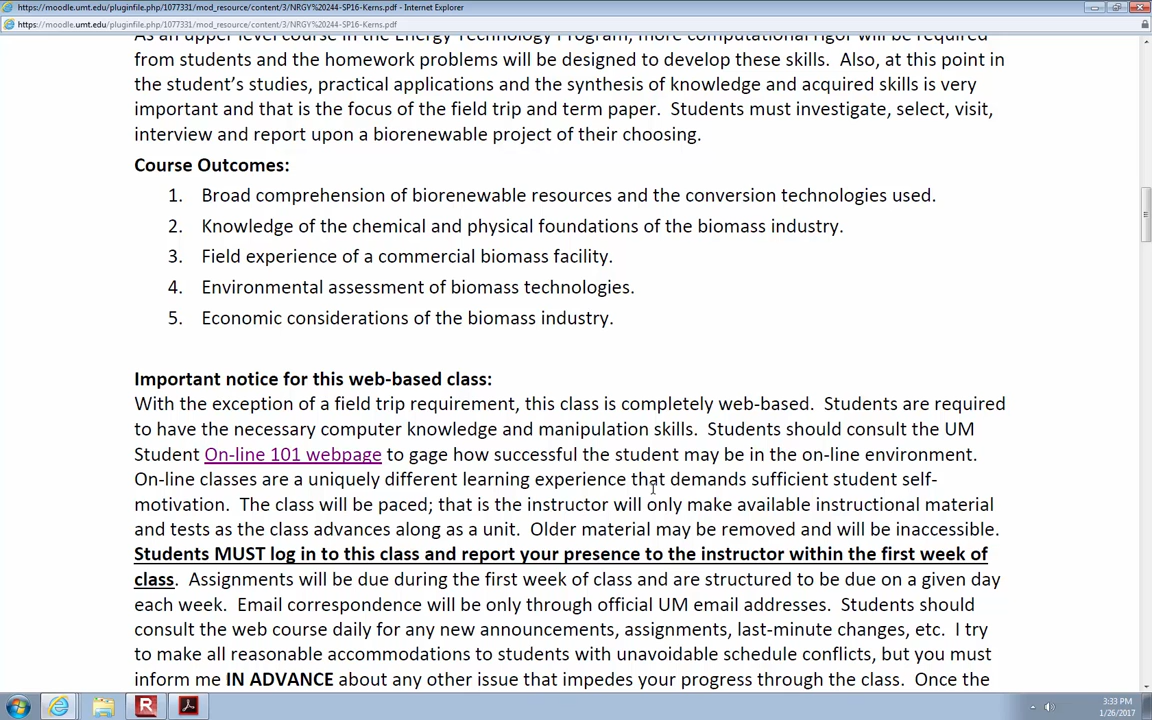 https://moodle.umt.edu/pluginfile.php/1077331/mod_resource/content/3/NRGY%20244-SP16-Kerns.pdf - Internet Explorer
https://moodle.umt.edu/pluginfile.php/1077331/mod_resource/content/3/NRGY%20244-SP16-Kerns.pdf
As an upper level course in the Energy Technology Program, more computational rigor will be required
from students and the homework problems will be designed to develop these skills. Also, at this point in
the student's studies, practical applications and the synthesis of knowledge and acquired skills is very
important and that is the focus of the field trip and term paper. Students must investigate, select, visit,
interview and report upon a biorenewable project of their choosing.
Course Outcomes:
1. Broad comprehension of biorenewable resources and the conversion technologies used.
2. Knowledge of the chemical and physical foundations of the biomass industry.
3. Field experience of a commercial biomass facility.
4. Environmental assessment of biomass technologies.
5. Economic considerations of the biomass industry.
Important notice for this web-based class:
With the exception of a field trip requirement, this class is completely web-based. Students are required
to have the necessary computer knowledge and manipulation skills. Students should consult the UM
Student On-line 101 webpage to gage how successful the student may be in the on-line environment.
On-line classes are a uniquely different learning experience that demands sufficient student self-
motivation. The class will be paced; that is the instructor will only make available instructional material
and tests as the class advances along as a unit. Older material may be removed and will be inaccessible.
Students MUST log in to this class and report your presence to the instructor within the first week of
class. Assignments will be due during the first week of class and are structured to be due on a given day
each week. Email correspondence will be only through official UM email addresses. Students should
consult the web course daily for any new announcements, assignments, last-minute changes, etc. I try
to make all reasonable accommodations to students with unavoidable schedule conflicts, but you must
inform me IN ADVANCE about any other issue that impedes your progress through the class. Once the
3:33 PM
1/26/2017